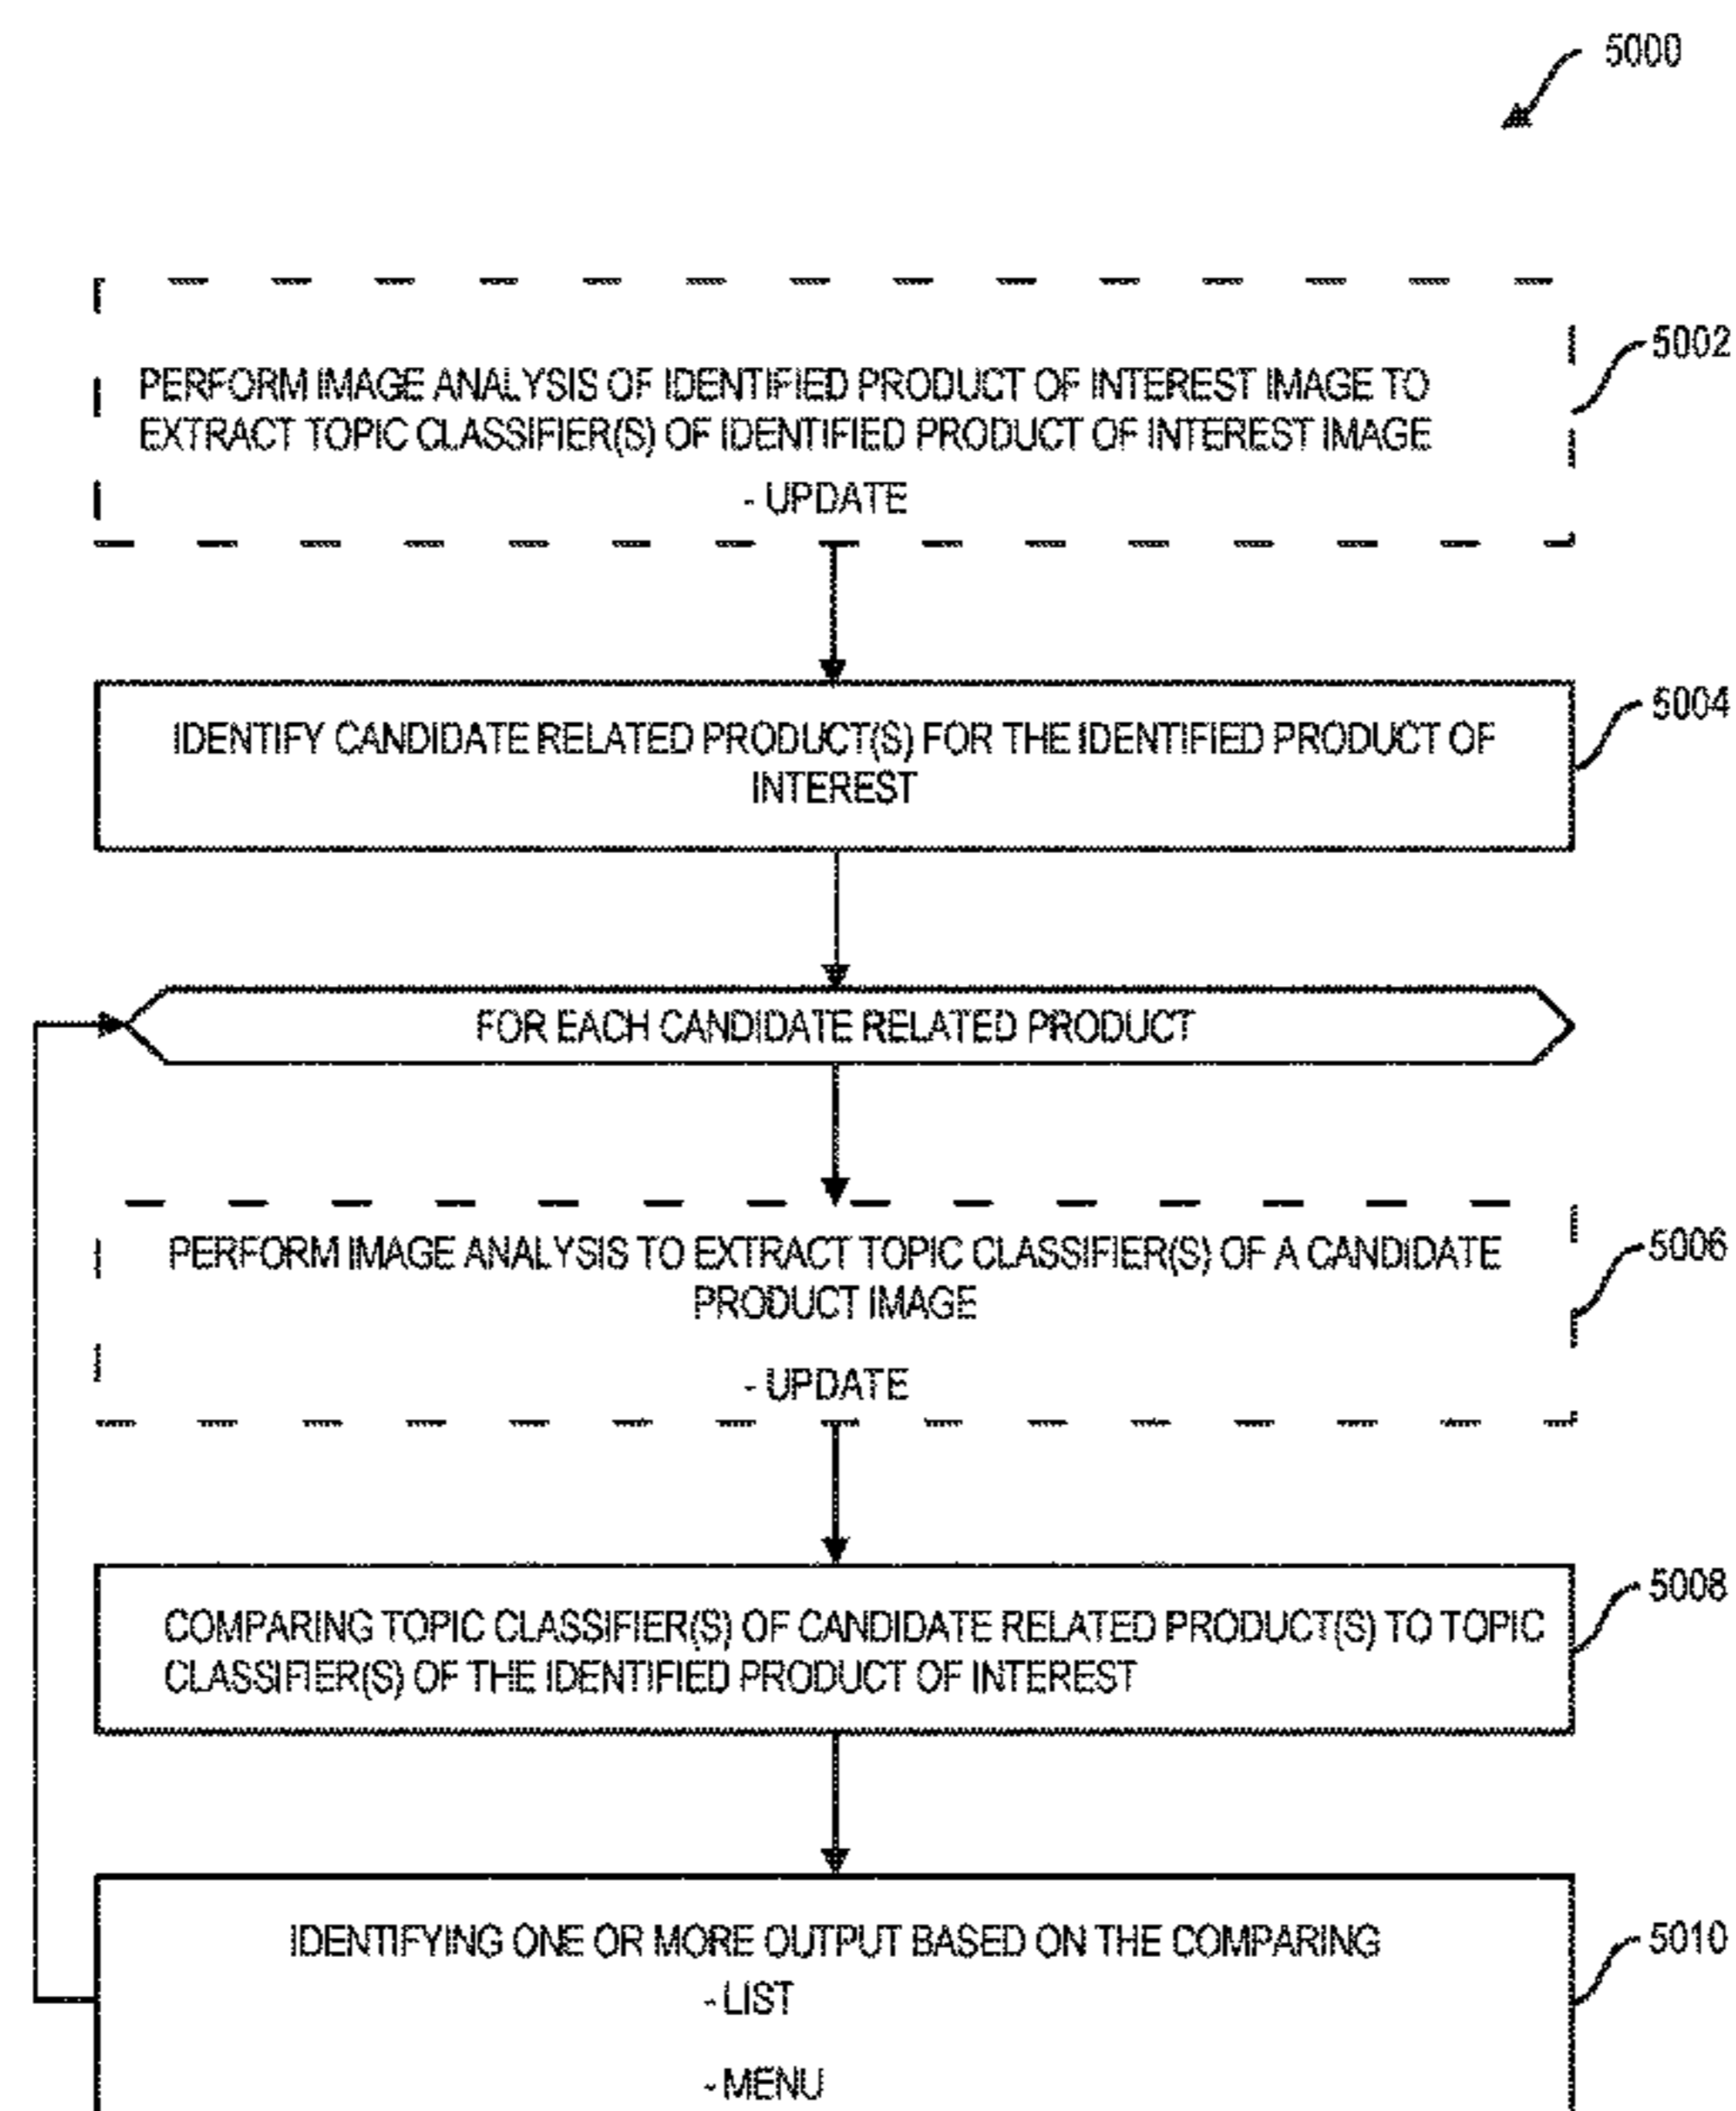 5000
PERFORM IMAGE ANALYSIS OF IDENTIFIED PRODUCT OF INTEREST IMAGE TO
EXTRACT TOPIC CLASSIFIER(S) OF IDENTIFIED PRODUCT OF INTEREST IMAGE
- UPDATE
5002
IDENTIFY CANDIDATE RELATED PRODUCT(S) FOR THE IDENTIFIED PRODUCT OF
INTEREST
5004
FOR EACH CANDIDATE RELATED PRODUCT
PERFORM IMAGE ANALYSIS TO EXTRACT TOPIC CLASSIFIER(S) OF A CANDIDATE
PRODUCT IMAGE
- UPDATE
5006
COMPARING TOPIC CLASSIFIER(S) OF CANDIDATE RELATED PRODUCT(S) TO TOPIC
CLASSIFIER(S) OF THE IDENTIFIED PRODUCT OF INTEREST
5008
IDENTIFYING ONE OR MORE OUTPUT BASED ON THE COMPARING
- LIST
- MENU
5010